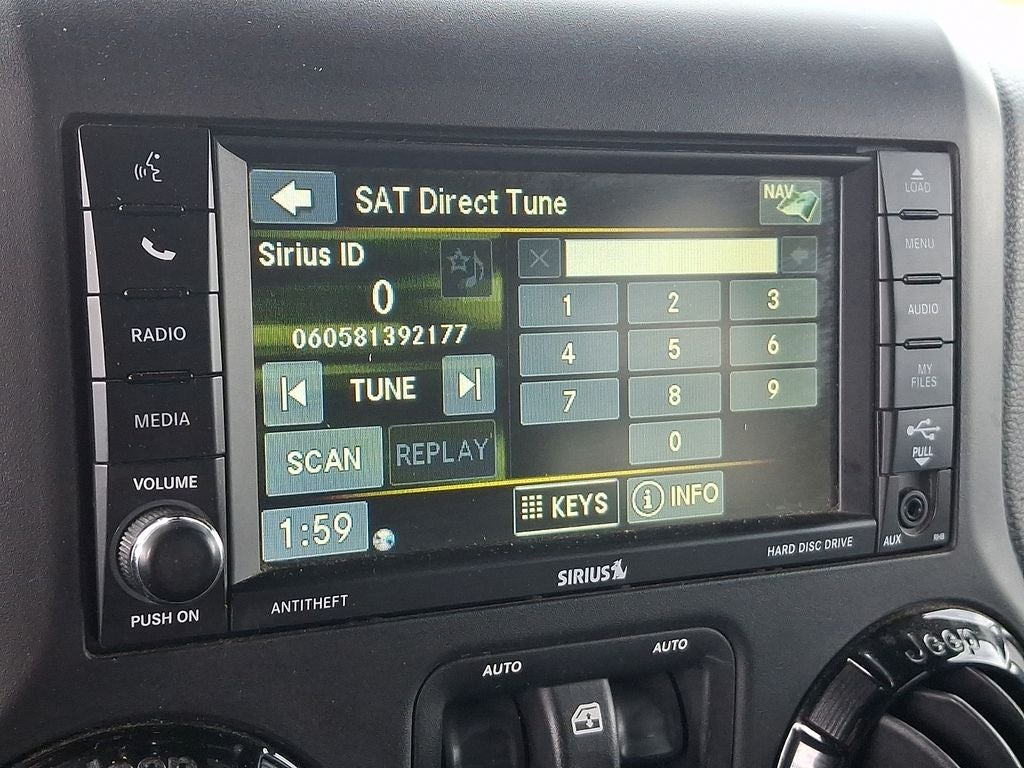 SAT Direct Tune
NAV
Sirius ID
0
060581392177
TUNE
SCAN
REPLAY
1:59
1
2
3
4
5
6
7
8
9
0
KEYS
INFO
RADIO
MEDIA
VOLUME
PUSH ON
ANTITHEFT
SIRIUS
HARD DISC DRIVE
LOAD
MENU
AUDIO
MY
FILES
PULL
AUX
RHB
AUTO
AUTO
Jeep
Jeep